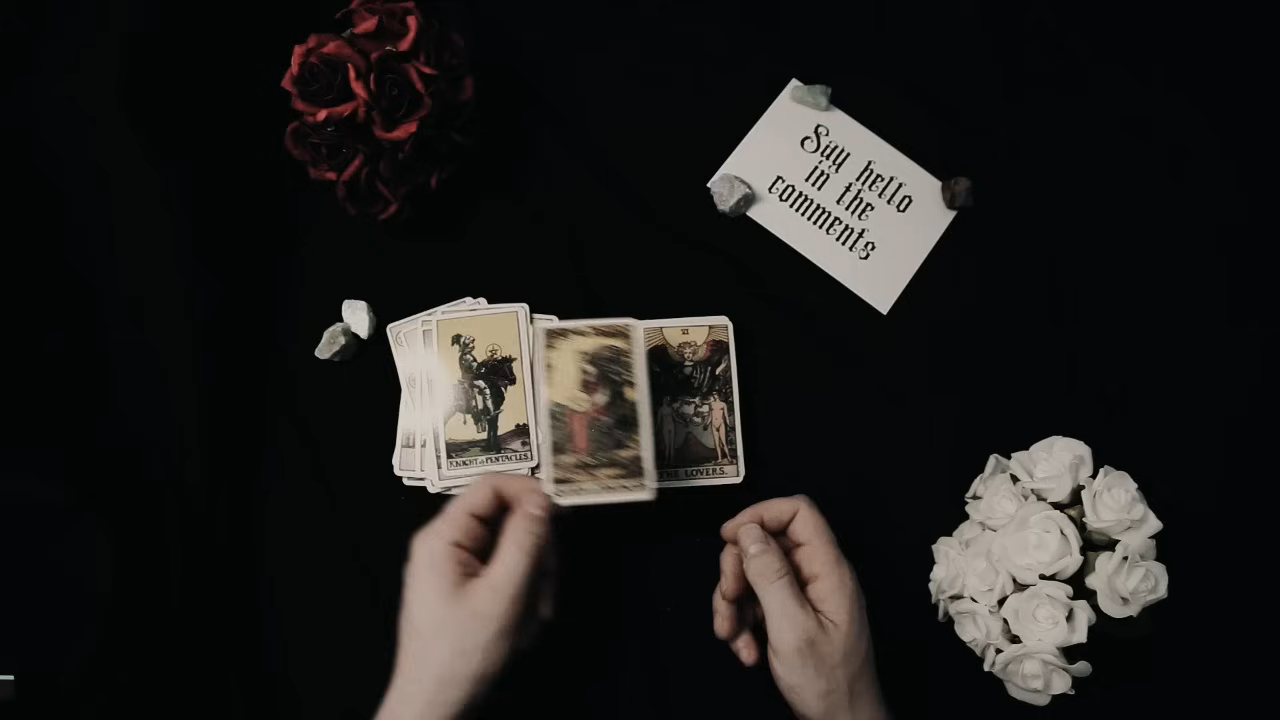 Say hello
in the
comments
KNIGHT of PENTACLES.
VI
THE LOVERS.